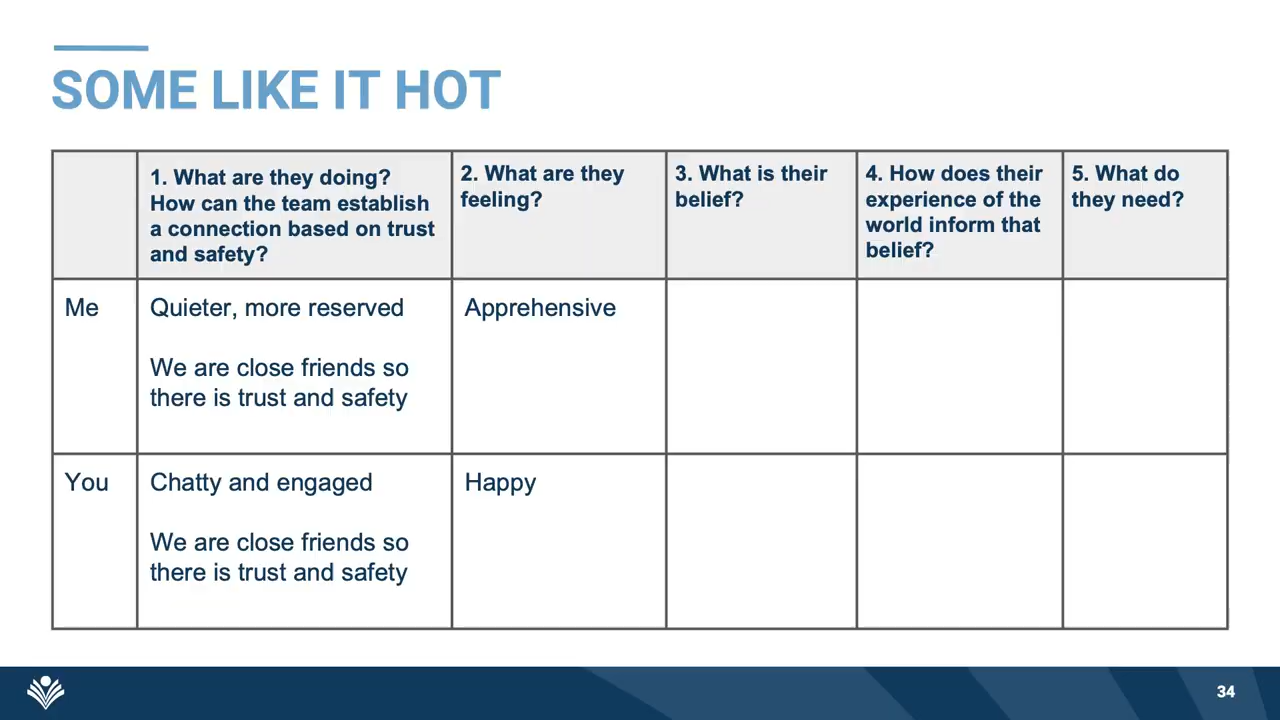 SOME LIKE IT HOT
1. What are they doing?
How can the team establish
a connection based on trust
and safety?
2. What are they
feeling?
3. What is their
belief?
4. How does their
experience of the
world inform that
belief?
5. What do
they need?
Me
Quieter, more reserved
We are close friends so
there is trust and safety
Apprehensive
You
Chatty and engaged
We are close friends so
there is trust and safety
Happy
34